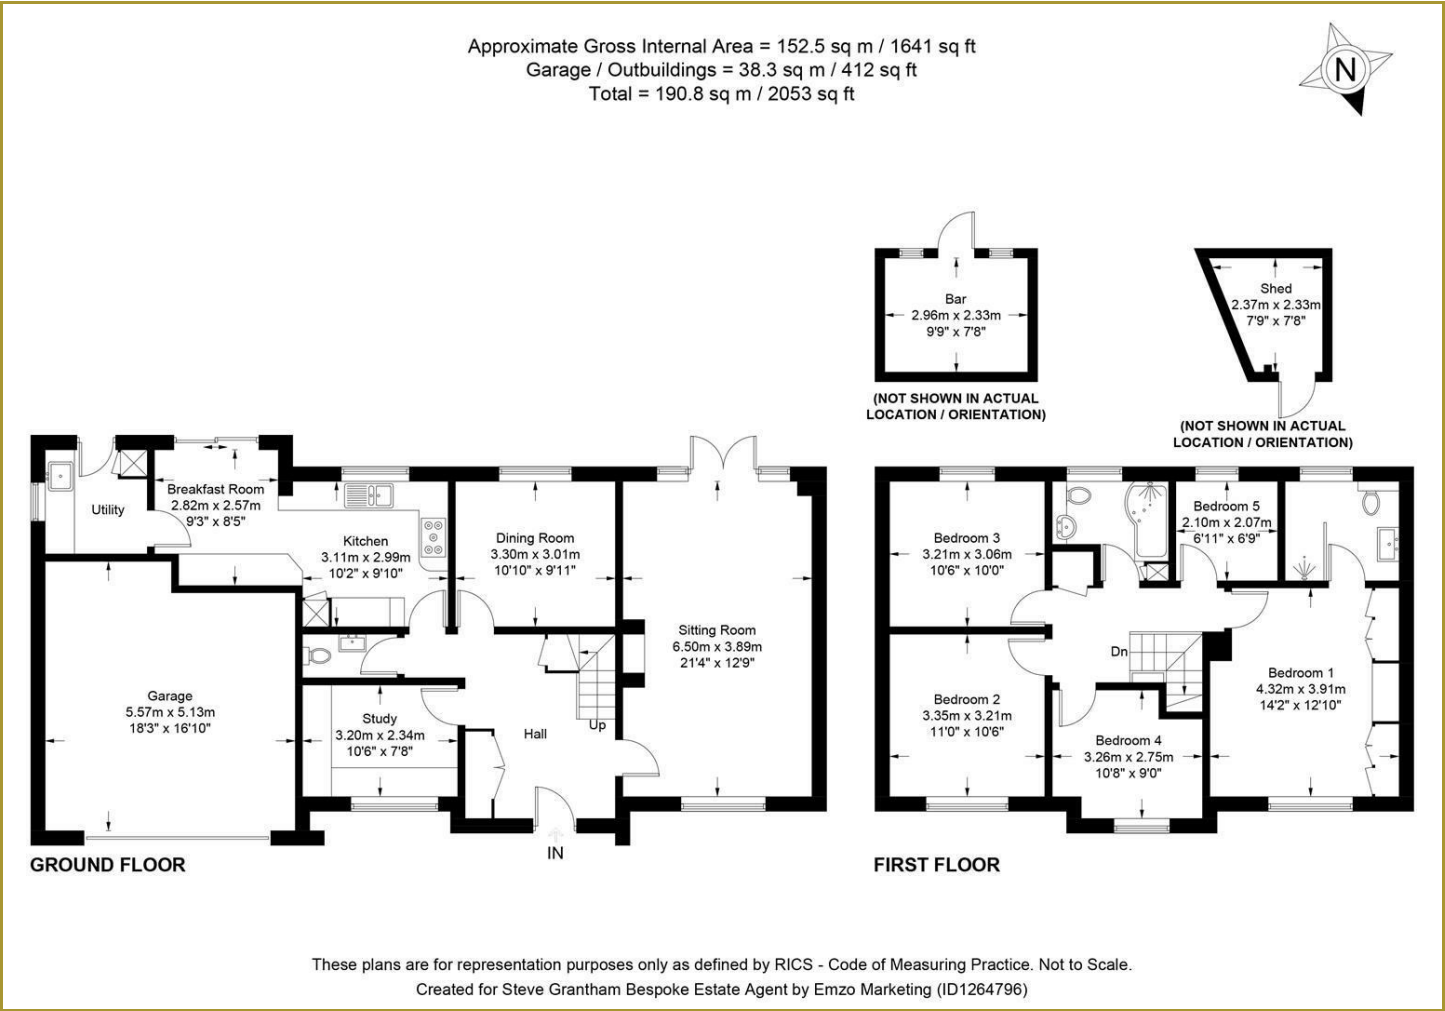 Approximate Gross Internal Area = 152.5 sq m / 1641 sq ft
Garage / Outbuildings = 38.3 sq m / 412 sq ft
Total = 190.8 sq m / 2053 sq ft
N
Bar
2.96m x 2.33m
9'9" x 7'8"
(NOT SHOWN IN ACTUAL
LOCATION / ORIENTATION)
Shed
2.37m x 2.33m
7'9" x 7'8"
(NOT SHOWN IN ACTUAL
LOCATION / ORIENTATION)
Utility
Breakfast Room
2.82m x 2.57m
9'3" x 8'5"
Kitchen
3.11m x 2.99m
10'2" x 9'10"
Dining Room
3.30m x 3.01m
10'10" x 9'11"
Sitting Room
6.50m x 3.89m
21'4" x 12'9"
Garage
5.57m x 5.13m
18'3" x 16'10"
Study
3.20m x 2.34m
10'6" x 7'8"
Hall
Up
IN
GROUND FLOOR
Bedroom 3
3.21m x 3.06m
10'6" x 10'0"
Bedroom 5
2.10m x 2.07m
6'11" x 6'9"
Dn
Bedroom 2
3.35m x 3.21m
11'0" x 10'6"
Bedroom 4
3.26m x 2.75m
10'8" x 9'0"
Bedroom 1
4.32m x 3.91m
14'2" x 12'10"
FIRST FLOOR
These plans are for representation purposes only as defined by RICS - Code of Measuring Practice. Not to Scale.
Created for Steve Grantham Bespoke Estate Agent by Emzo Marketing (ID1264796)